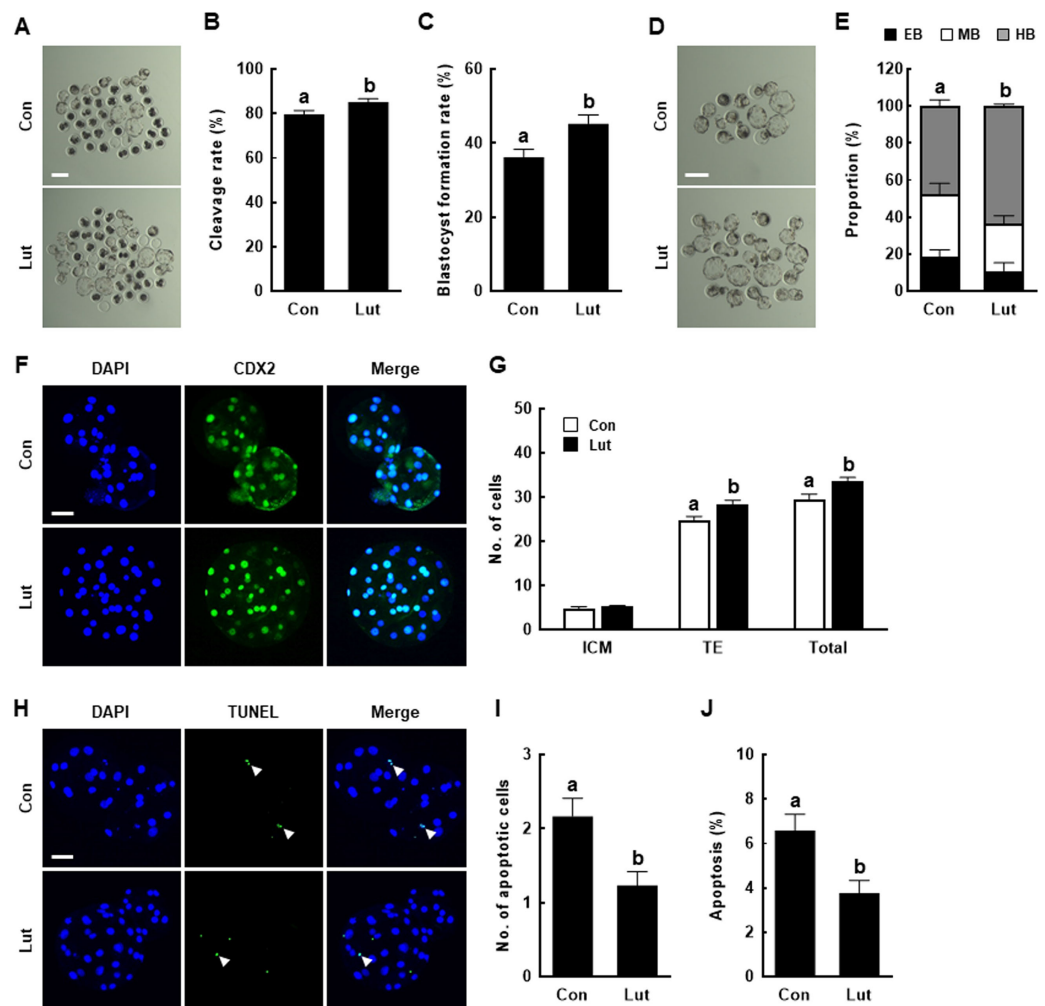 A
Con
Lut
B
Cleavage rate (%)
100
80
60
40
20
0
a
b
Con Lut
C
Blastocyst formation rate (%)
60
40
20
0
a
b
Con Lut
D
Con
Lut
E
EB MB HB
Proportion (%)
120
100
80
60
40
20
0
a
b
Con Lut
F
DAPI CDX2 Merge
Con
Lut
G
No. of cells
50
40
30
20
10
0
Con
Lut
a b
a b
ICM TE Total
H
DAPI TUNEL Merge
Con
Lut
I
No. of apoptotic cells
3
2
1
0
a
b
Con Lut
J
Apoptosis (%)
10
8
6
4
2
0
a
b
Con Lut